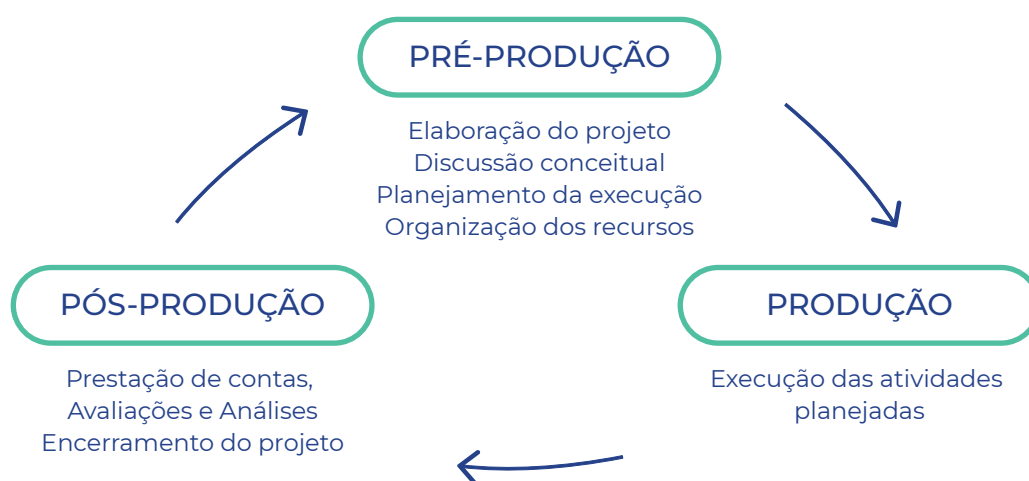 PRÉ-PRODUÇÃO
Elaboração do projeto
Discussão conceitual
Planejamento da execução
Organização dos recursos
PRODUÇÃO
Execução das atividades
planejadas
PÓS-PRODUÇÃO
Prestação de contas,
Avaliações e Análises
Encerramento do projeto